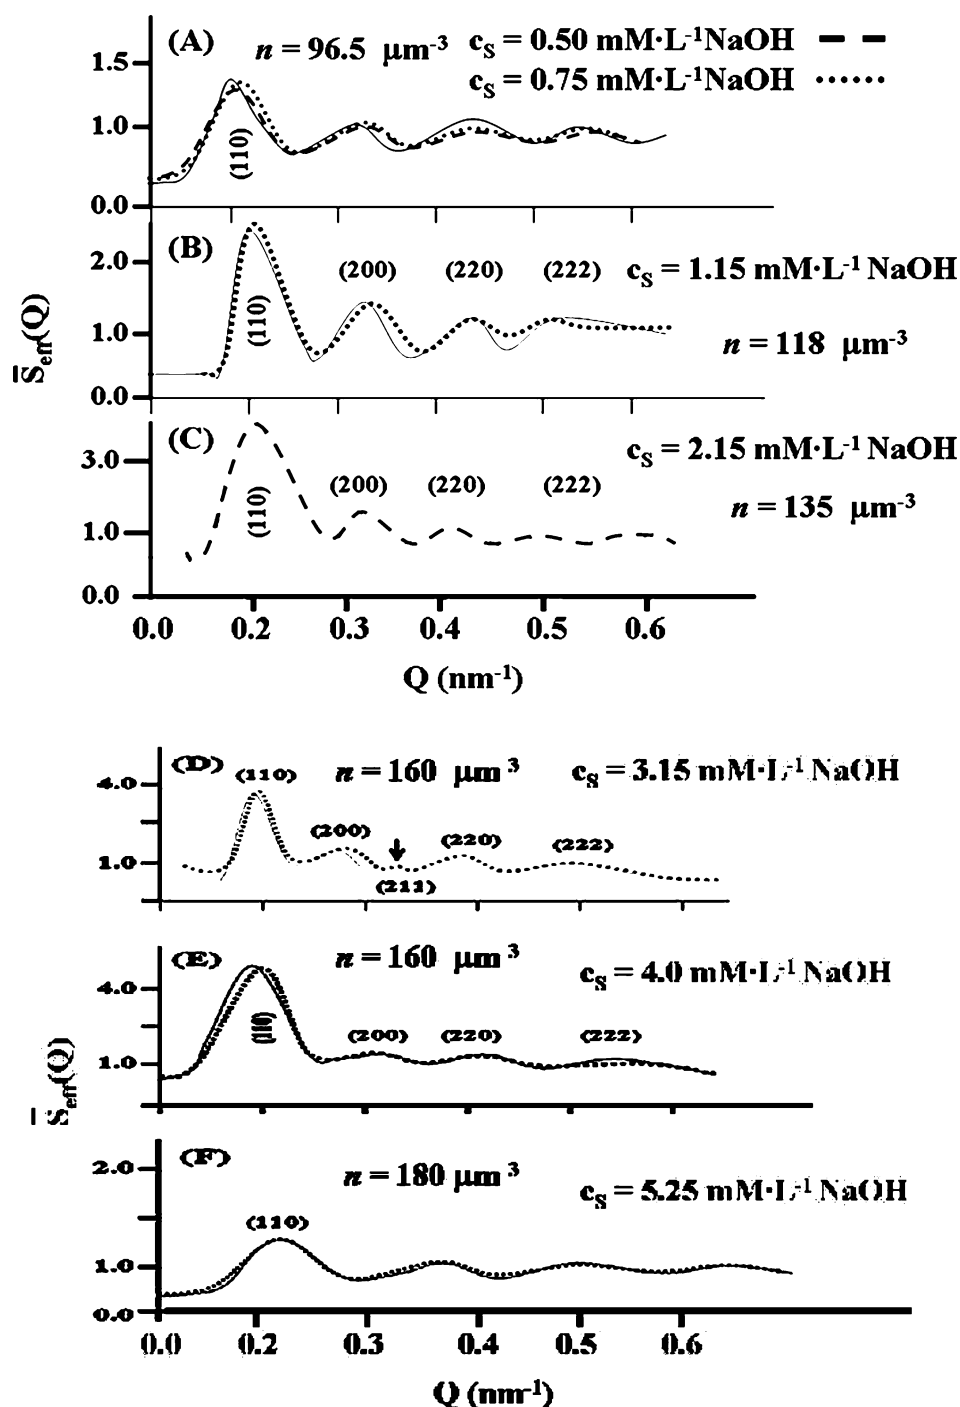 (A) n = 96.5 μm-3 cS = 0.50 mM·L-1NaOH
cS = 0.75 mM·L-1NaOH
1.5
1.0
(110)
0.0
(B)
2.0
(200) (220) (222) cS = 1.15 mM·L-1 NaOH
(110)
1.0
n = 118 μm-3
0.0
S̄eff(Q)
(C)
cS = 2.15 mM·L-1 NaOH
3.0
(200) (220) (222)
(110)
n = 135 μm-3
1.0
0.0
0.0 0.2 0.3 0.4 0.5 0.6
Q (nm-1)
(D) (110) n = 160 μm3 cS = 3.15 mM·L-1 NaOH
4.0
(200) (220) (222)
1.0
(211)
(E) n = 160 μm3 cS = 4.0 mM·L-1 NaOH
4.0
(110)
(200) (220) (222)
1.0
S̄eff(Q)
(F)
2.0
n = 180 μm3 cS = 5.25 mM·L-1 NaOH
(110)
1.0
0.0
0.0 0.2 0.3 0.4 0.5 0.6
Q (nm-1)